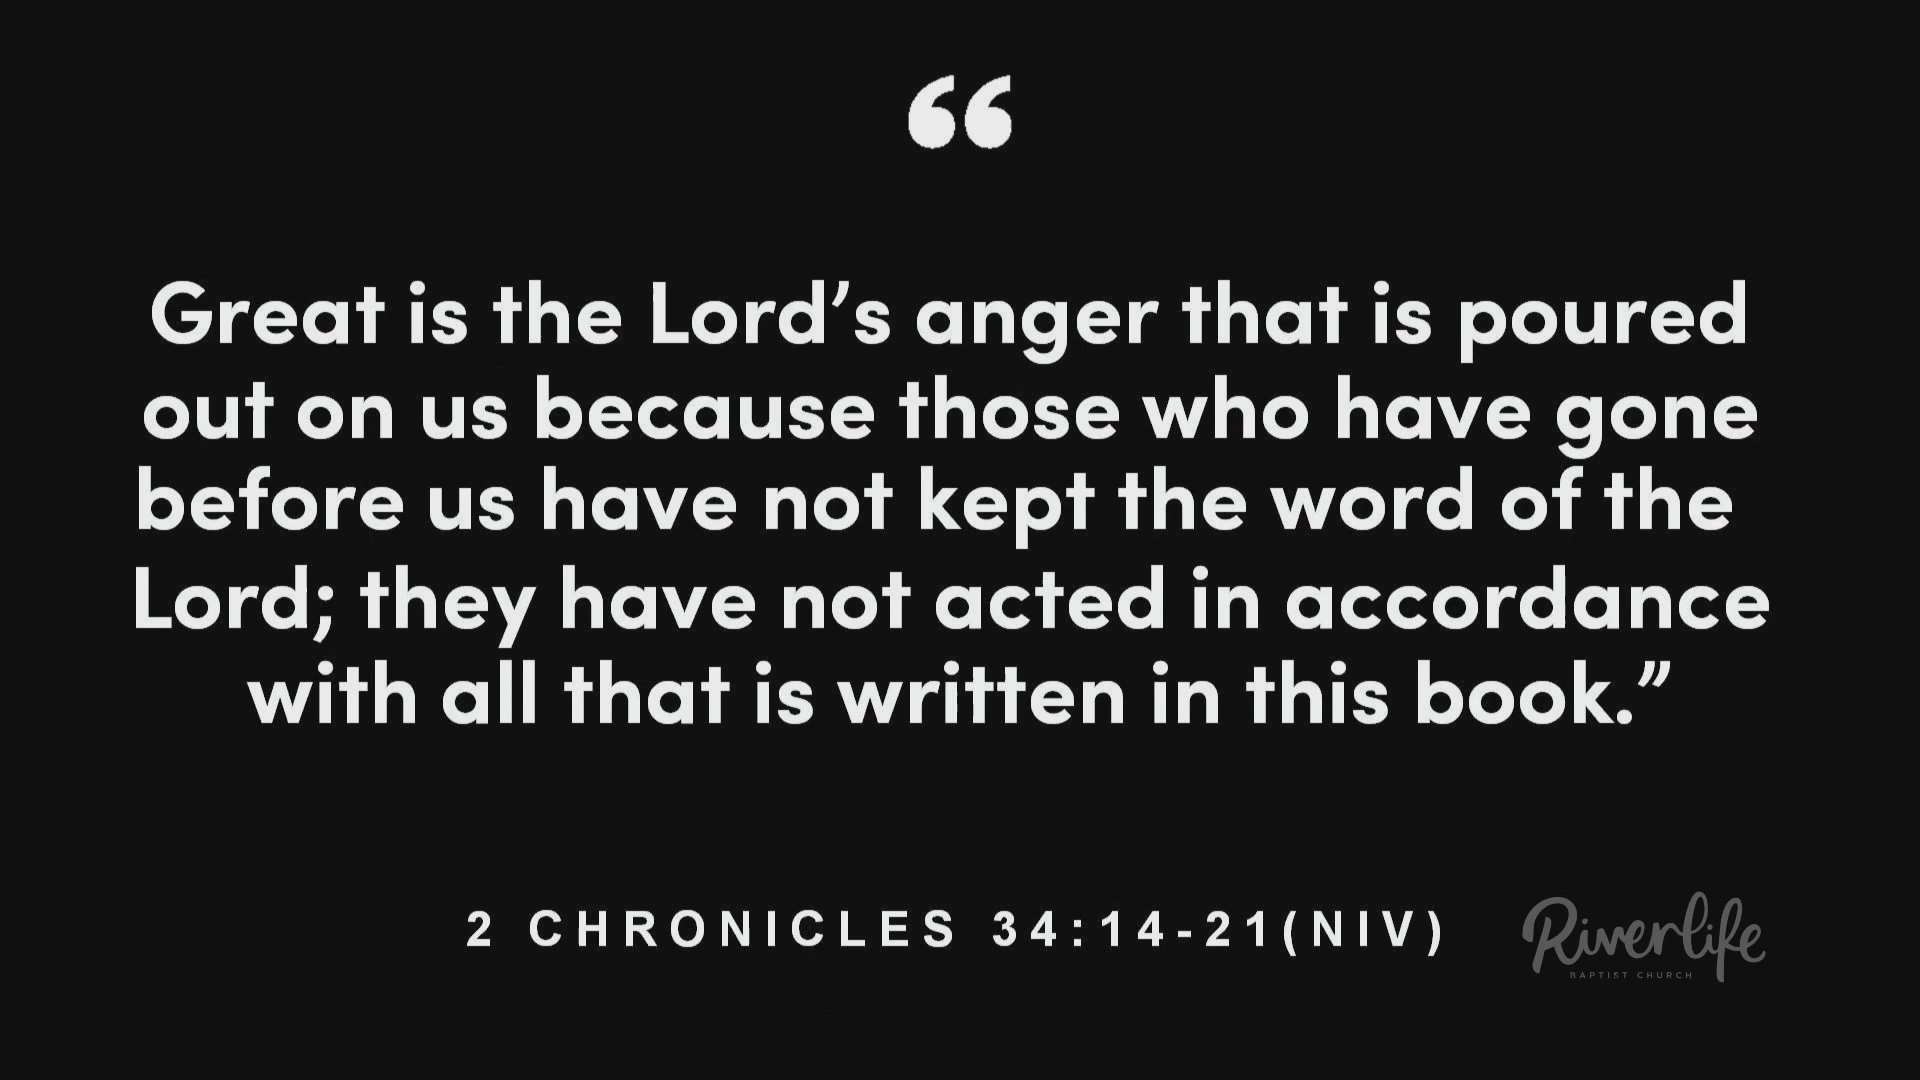 “
Great is the Lord’s anger that is poured
out on us because those who have gone
before us have not kept the word of the
Lord; they have not acted in accordance
with all that is written in this book.”
2 CHRONICLES 34:14-21(NIV)
Riverlife
BAPTIST CHURCH